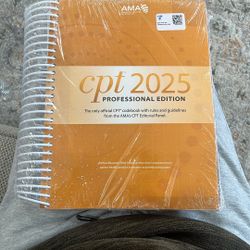 AMA
cpt® 2025
PROFESSIONAL EDITION
The only official CPT® codebook with rules and guidelines
from the AMA's CPT Editorial Panel.